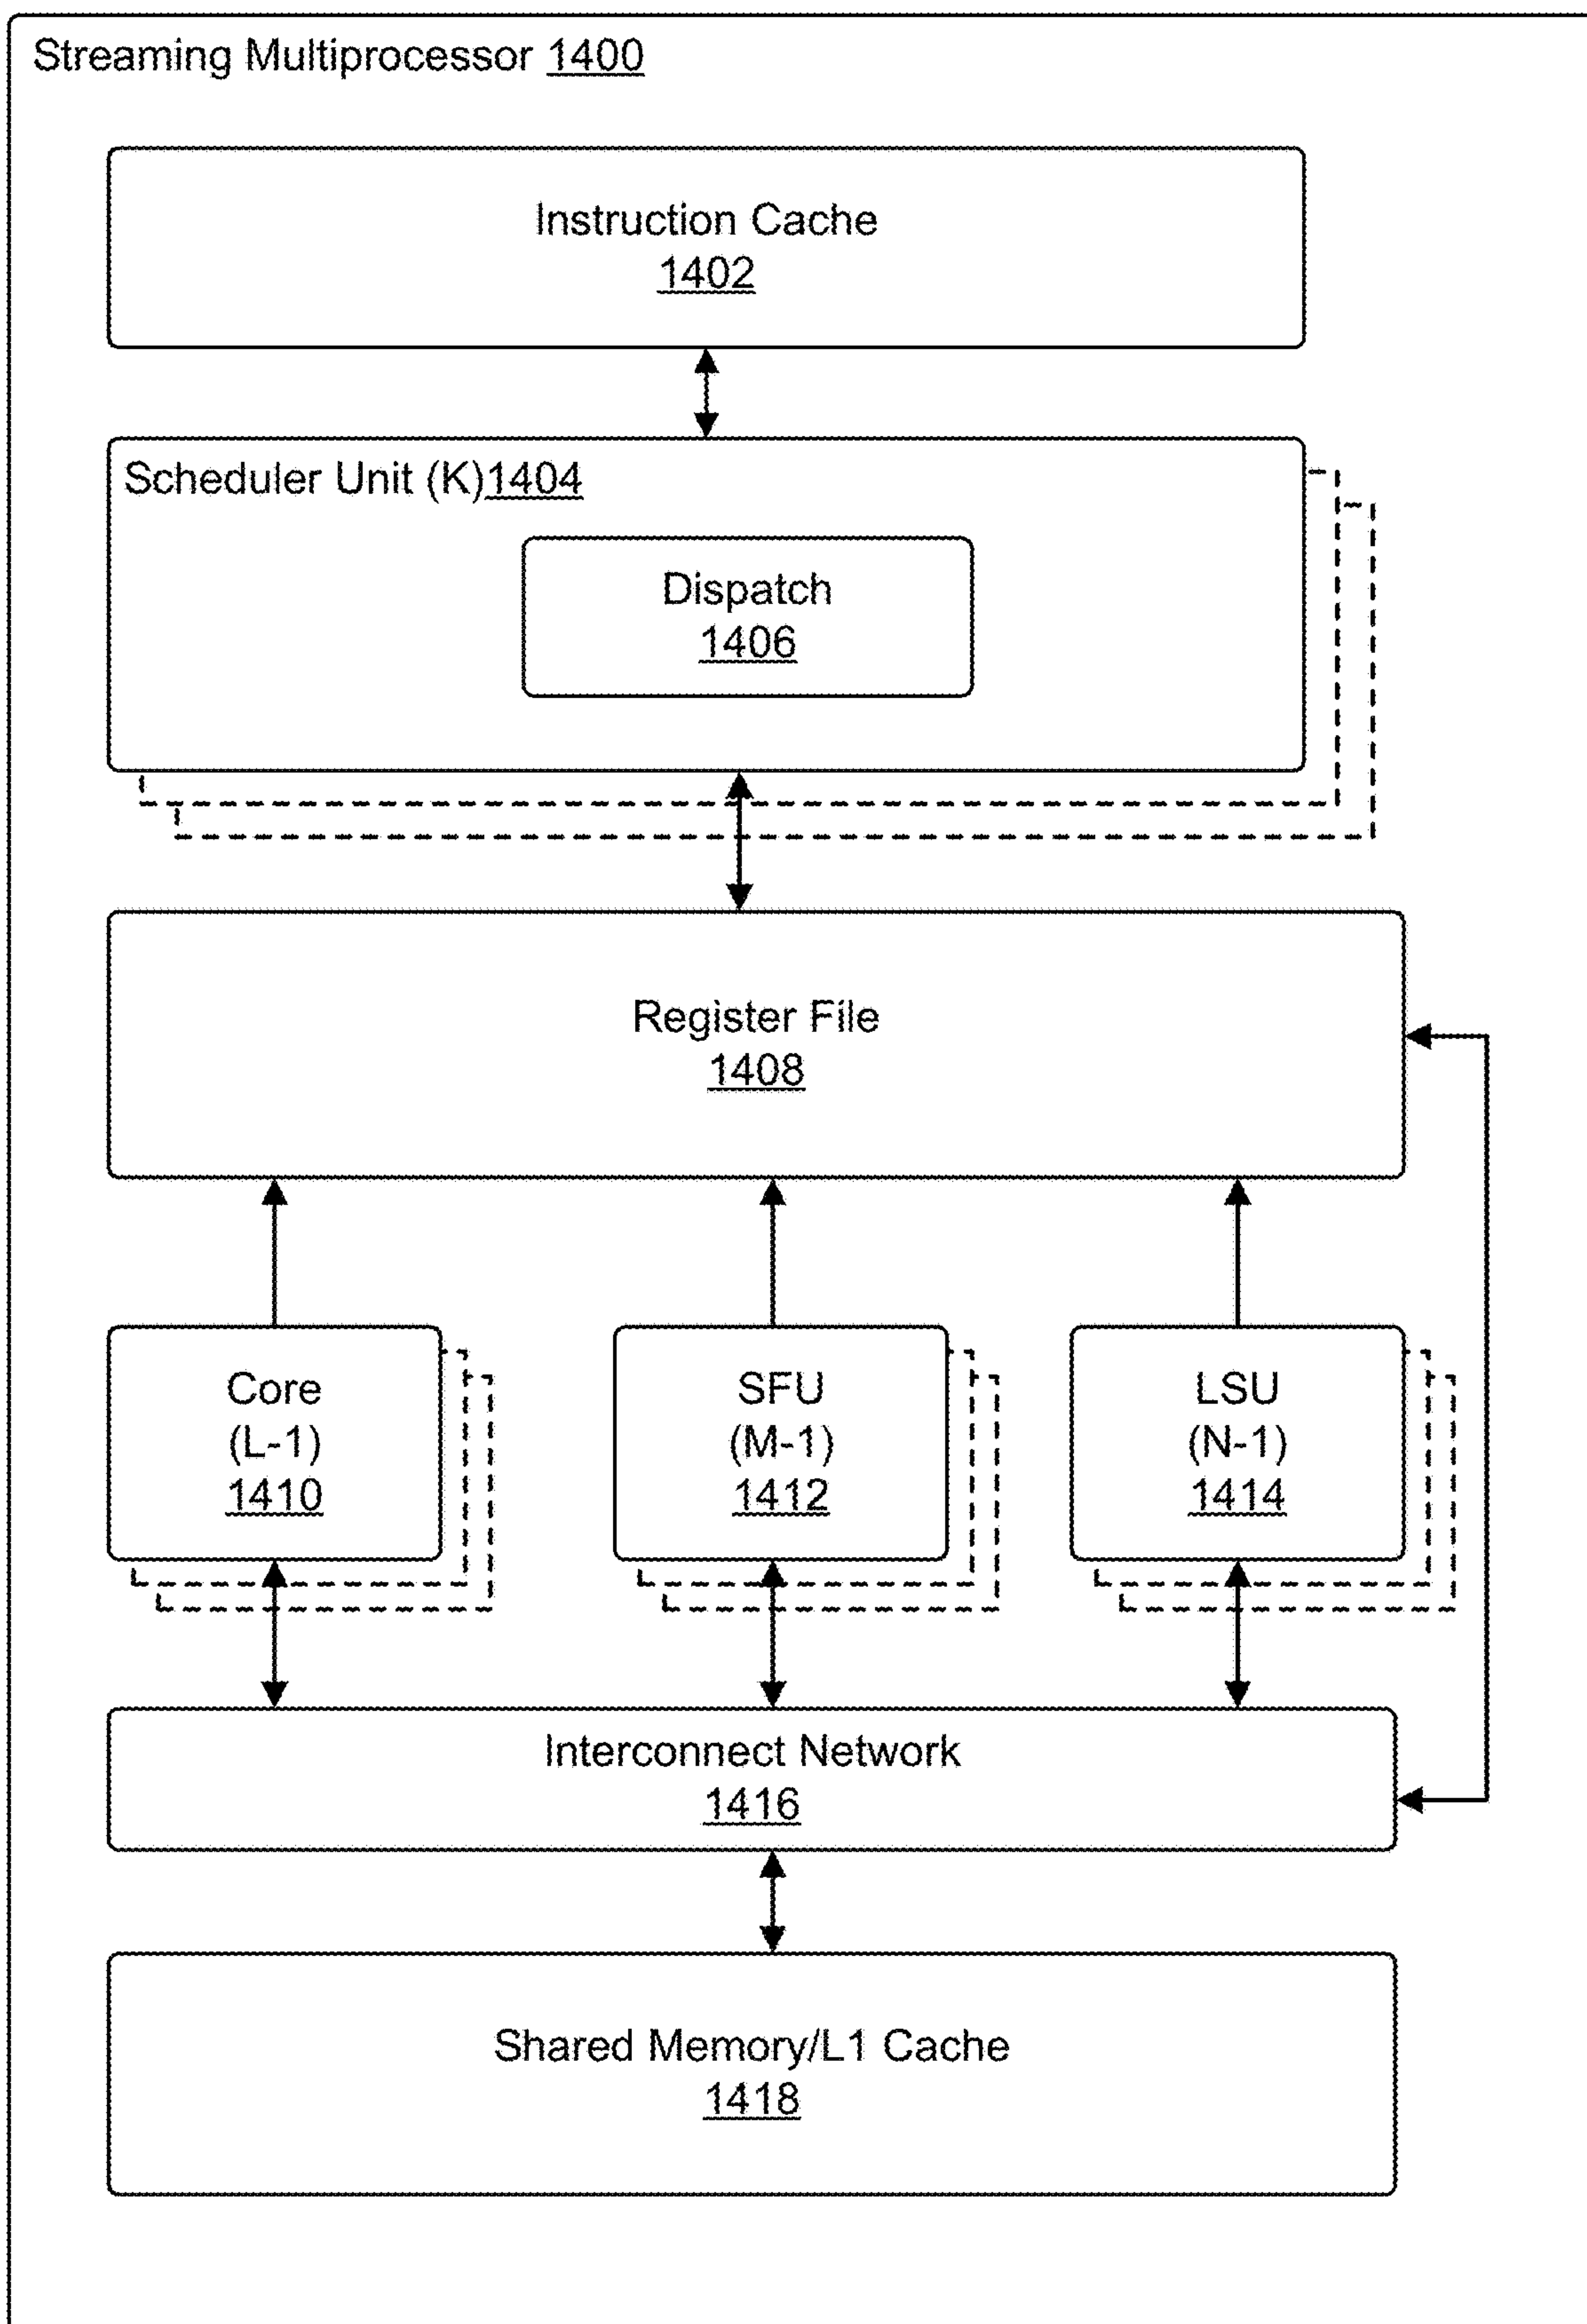 Streaming Multiprocessor 1400
Instruction Cache
1402
Scheduler Unit (K)1404
Dispatch
1406
Register File
1408
Core
(L-1)
1410
SFU
(M-1)
1412
LSU
(N-1)
1414
Interconnect Network
1416
Shared Memory/L1 Cache
1418